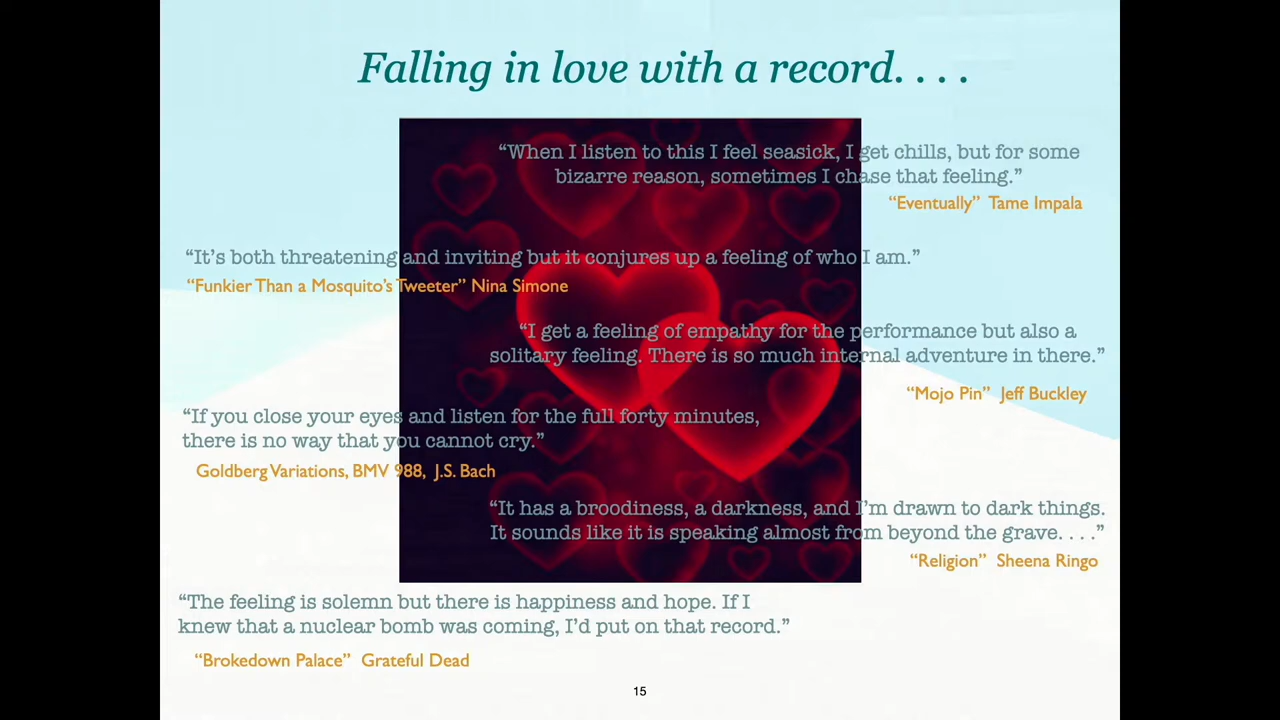 Falling in love with a record. . . .
“When I listen to this I feel seasick, I get chills, but for some
bizarre reason, sometimes I chase that feeling.”
“Eventually” Tame Impala
“It’s both threatening and inviting but it conjures up a feeling of who I am.”
“Funkier Than a Mosquito’s Tweeter” Nina Simone
“I get a feeling of empathy for the performance but also a
solitary feeling. There is so much internal adventure in there.”
“Mojo Pin” Jeff Buckley
“If you close your eyes and listen for the full forty minutes,
there is no way that you cannot cry.”
Goldberg Variations, BMV 988, J.S. Bach
“It has a broodiness, a darkness, and I’m drawn to dark things.
It sounds like it is speaking almost from beyond the grave. . . .”
“Religion” Sheena Ringo
“The feeling is solemn but there is happiness and hope. If I
knew that a nuclear bomb was coming, I’d put on that record.”
“Brokedown Palace” Grateful Dead
15